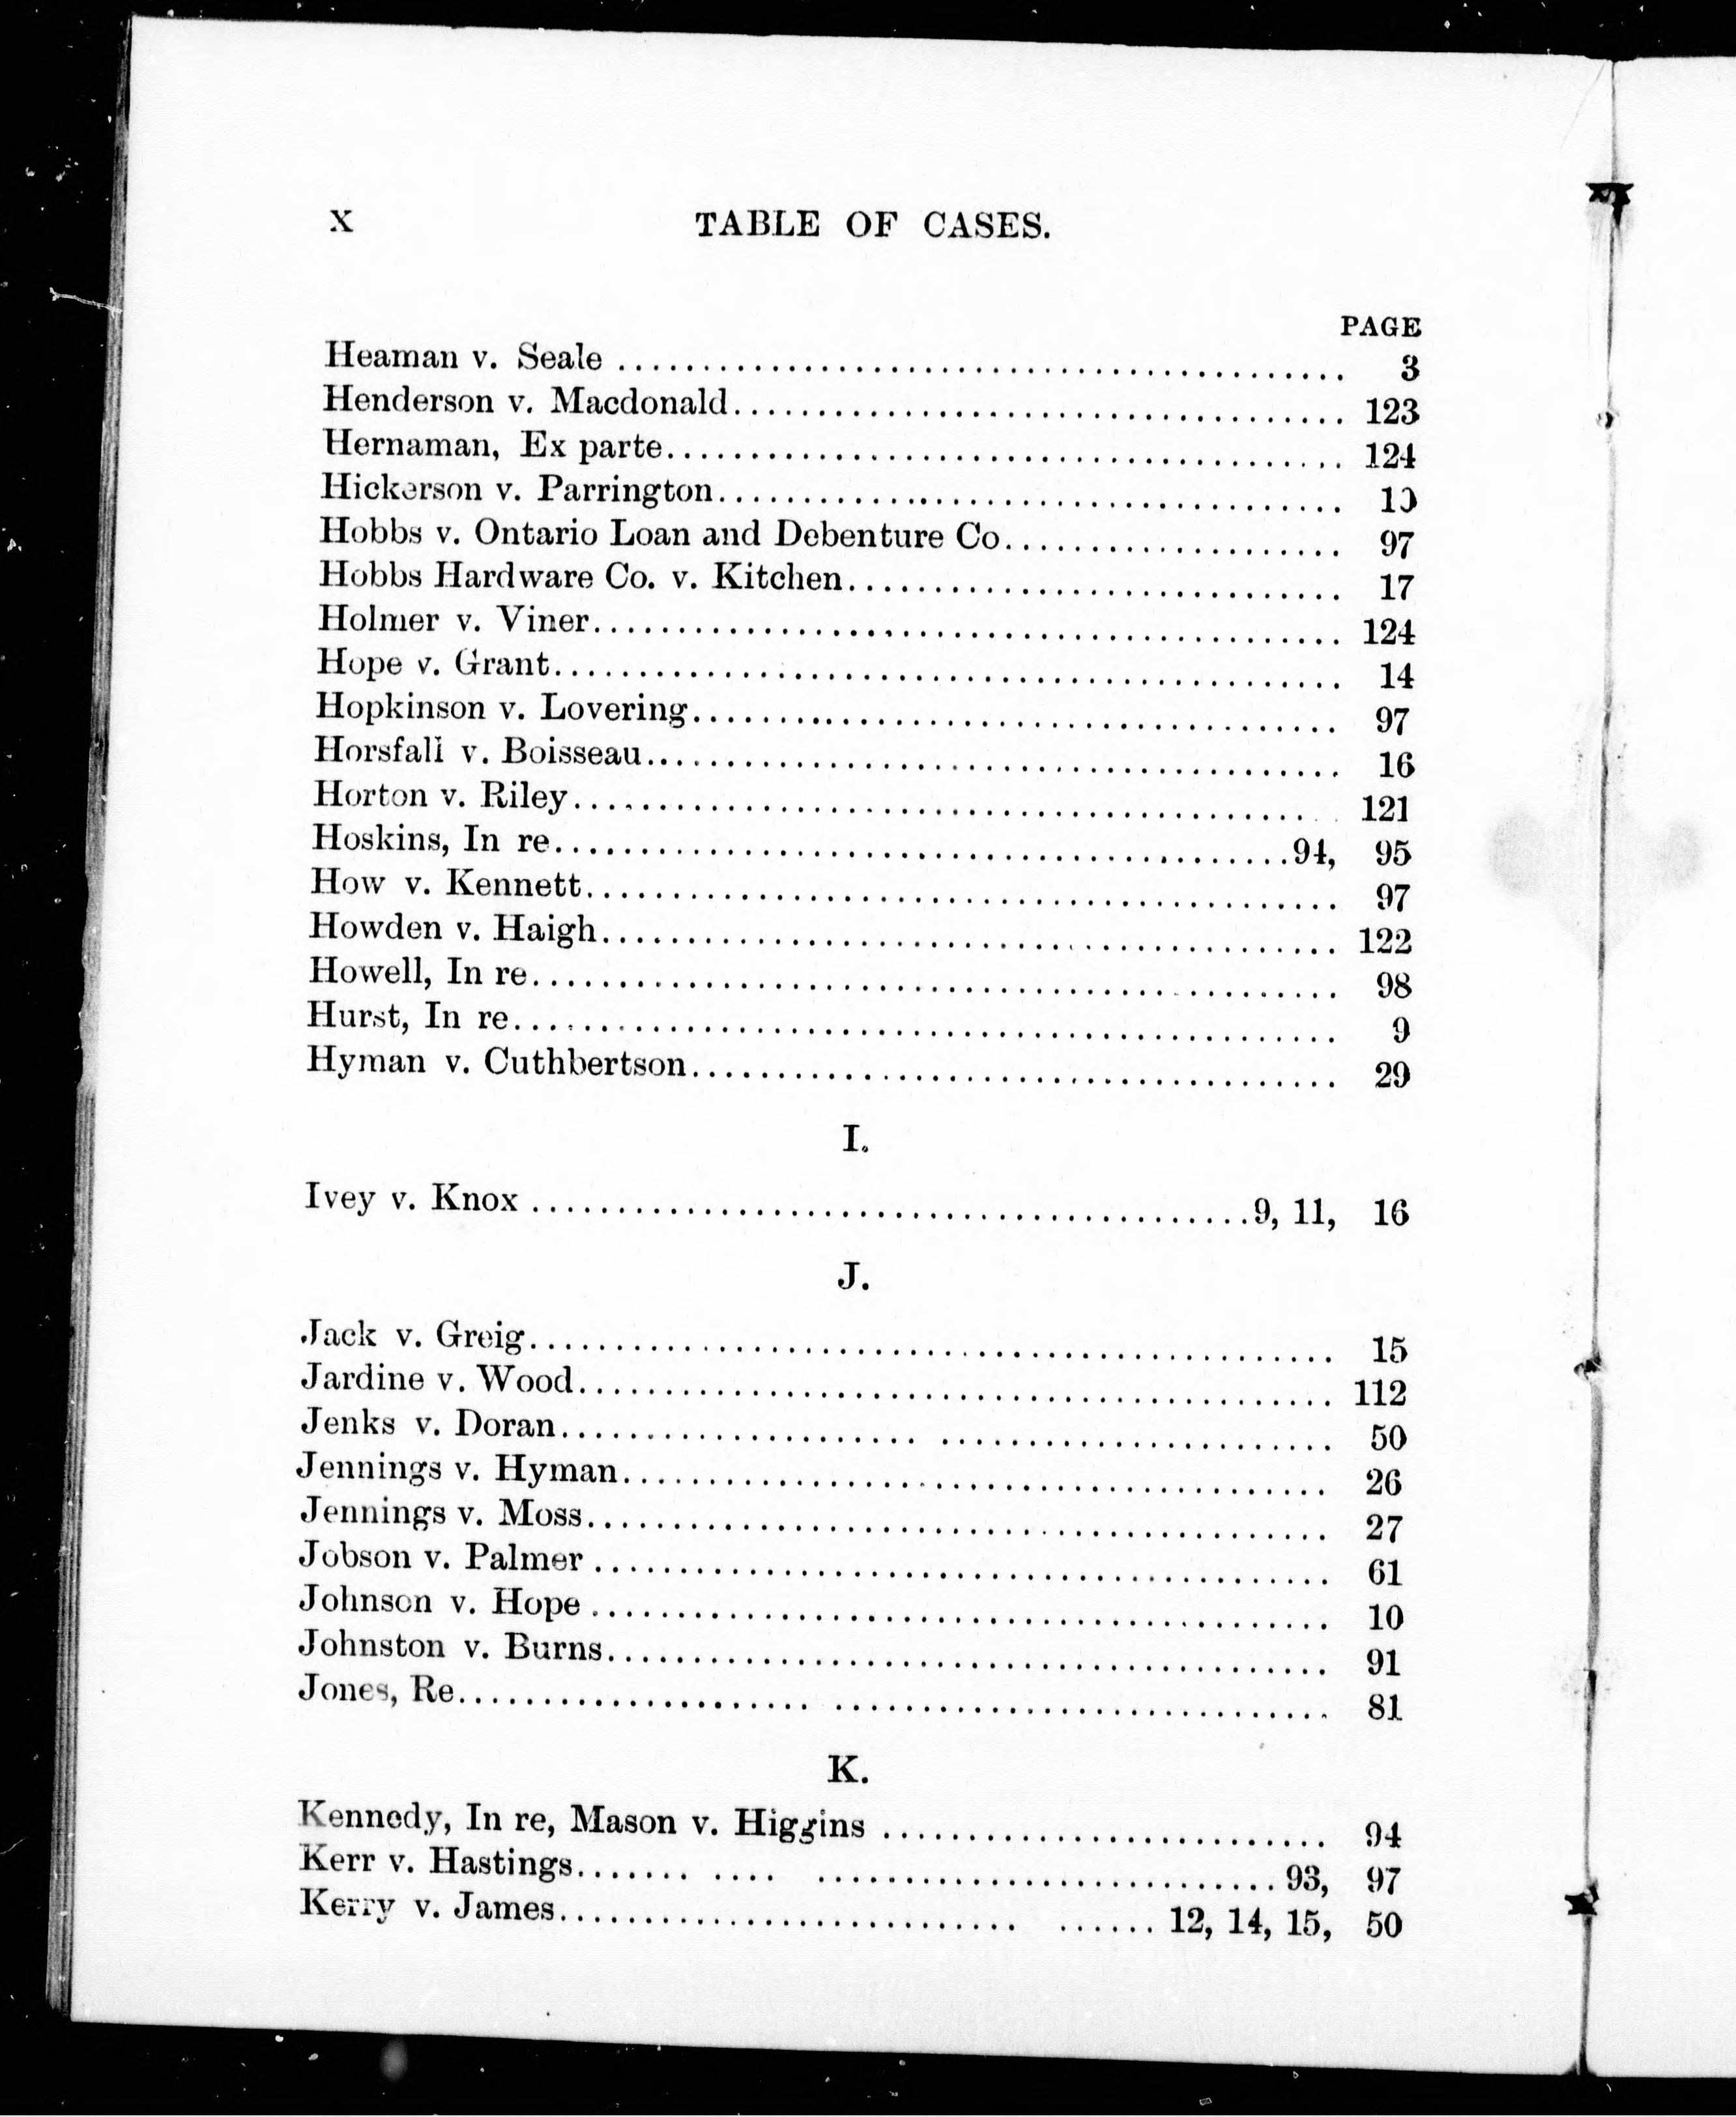 X TABLE OF CASES.
PAGE
Heaman v. Seale ........................................... 3
Henderson v. Macdonald..................................... 123
Hernaman, Ex parte......................................... 124
Hickerson v. Parrington..................................... 10
Hobbs v. Ontario Loan and Debenture Co.................... 97
Hobbs Hardware Co. v. Kitchen.............................. 17
Holmer v. Viner............................................ 124
Hope v. Grant.............................................. 14
Hopkinson v. Lovering...................................... 97
Horsfall v. Boisseau....................................... 16
Horton v. Riley............................................ 121
Hoskins, In re...........................................94, 95
How v. Kennett............................................. 97
Howden v. Haigh............................................ 122
Howell, In re.............................................. 98
Hurst, In re............................................... 9
Hyman v. Cuthbertson....................................... 29
I.
Ivey v. Knox ..........................................9, 11, 16
J.
Jack v. Greig.............................................. 15
Jardine v. Wood............................................ 112
Jenks v. Doran............................................. 50
Jennings v. Hyman.......................................... 26
Jennings v. Moss........................................... 27
Jobson v. Palmer .......................................... 61
Johnson v. Hope ........................................... 10
Johnston v. Burns.......................................... 91
Jones, Re.................................................. 81
K.
Kennedy, In re, Mason v. Higgins .......................... 94
Kerr v. Hastings....... .... ...........................93, 97
Kerry v. James........................... ...... 12, 14, 15, 50